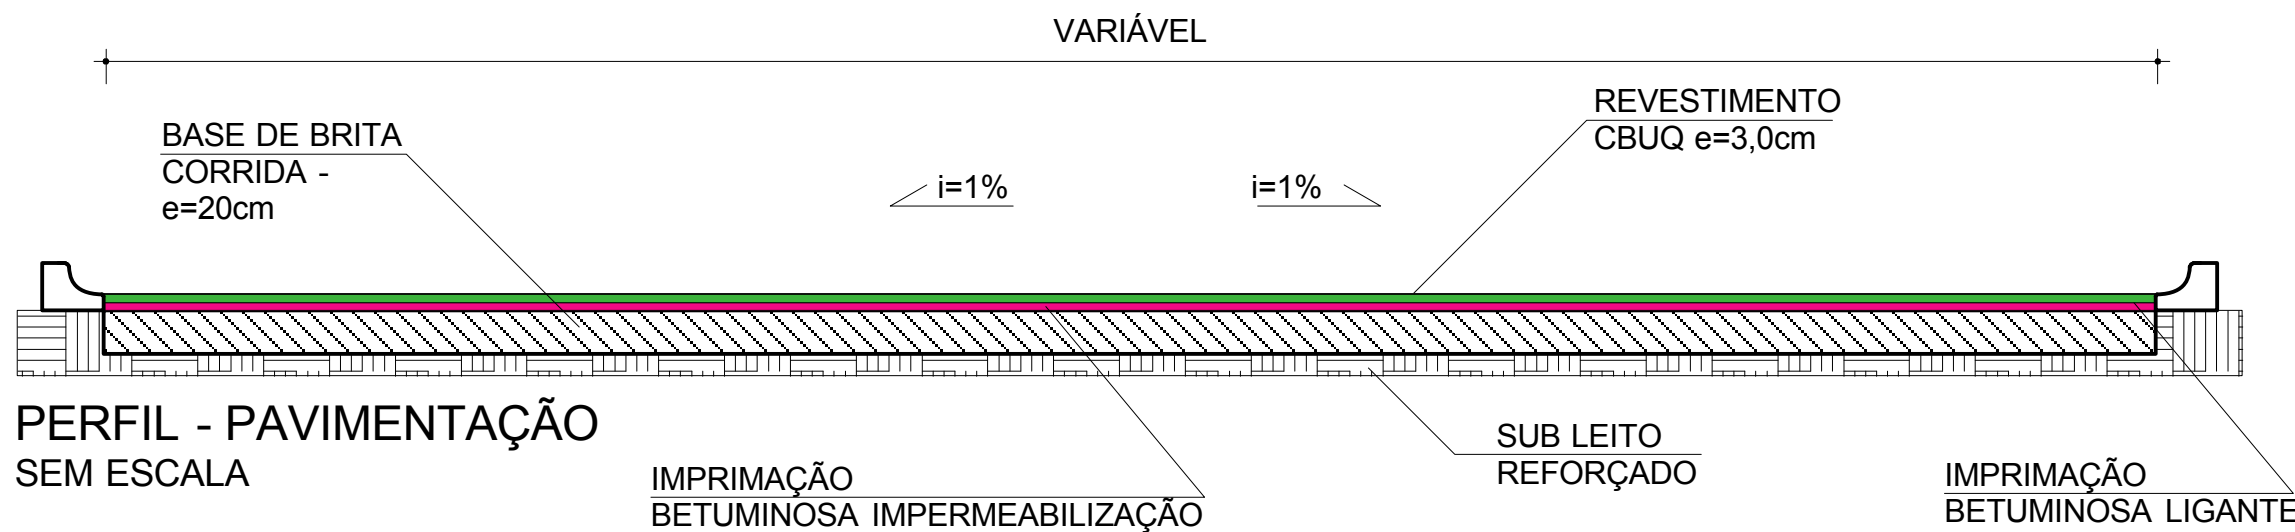 VARIÁVEL
REVESTIMENTO
CBUQ e=3,0cm
BASE DE BRITA
CORRIDA -
e=20cm
i=1%
i=1%
PERFIL - PAVIMENTAÇÃO
SEM ESCALA
IMPRIMAÇÃO
BETUMINOSA IMPERMEABILIZAÇÃO
SUB LEITO
REFORÇADO
IMPRIMAÇÃO
BETUMINOSA LIGANTE